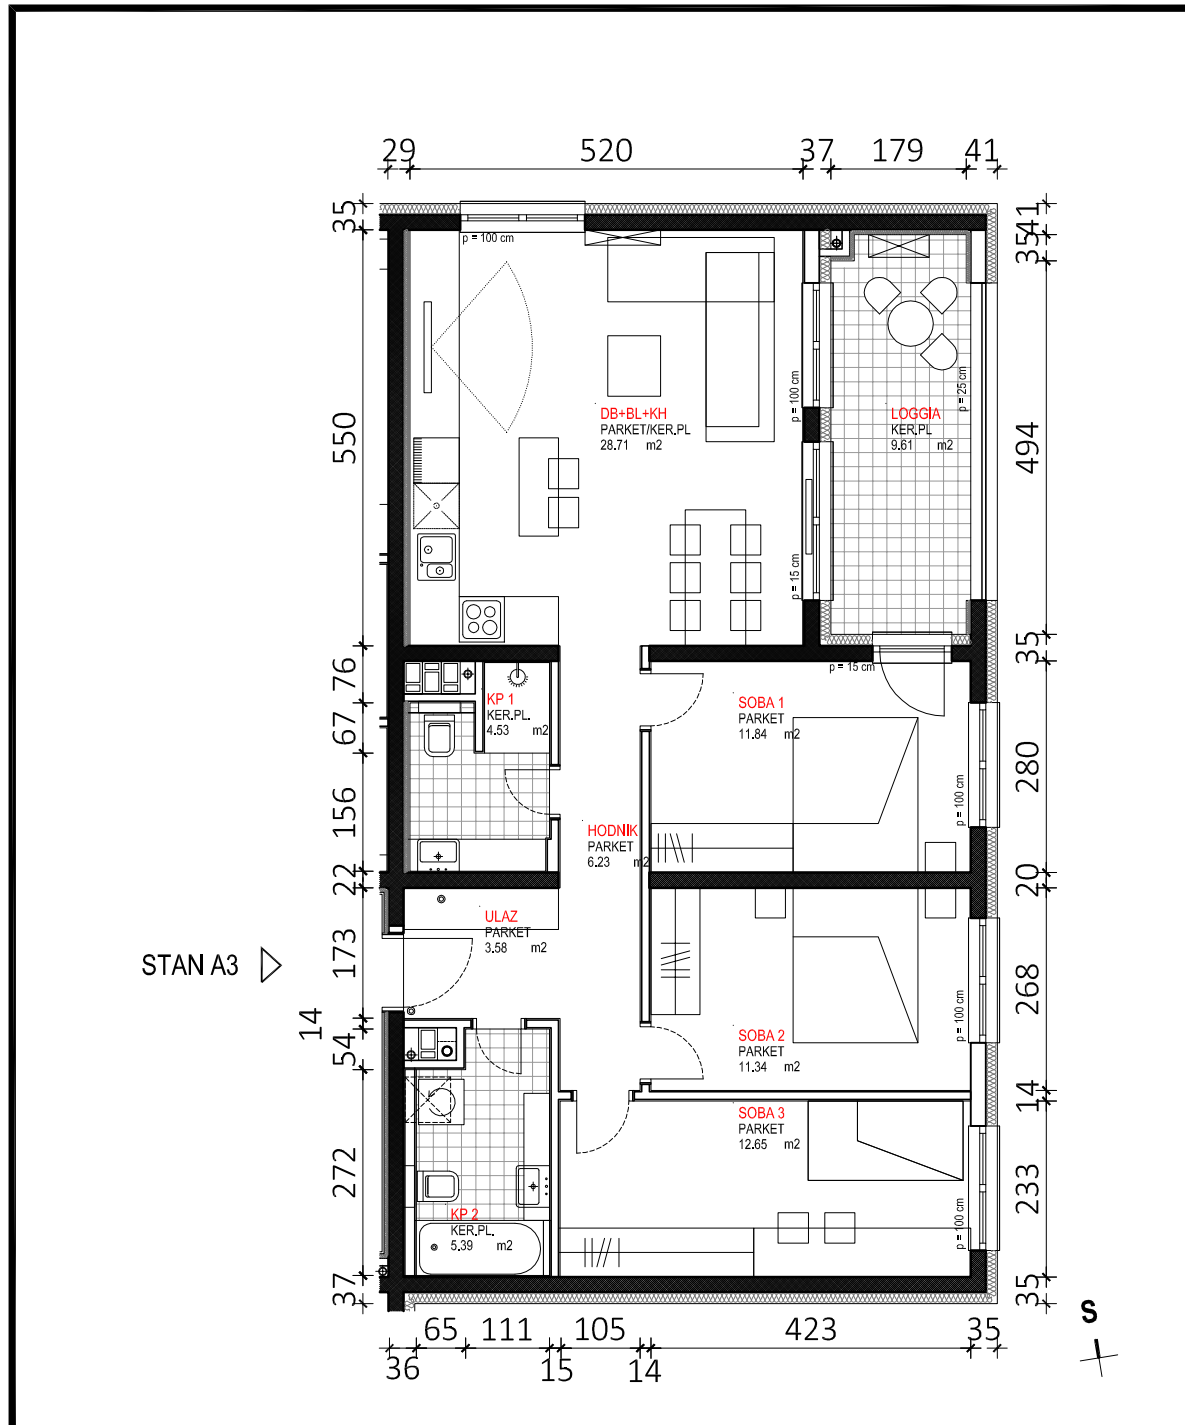 29 520 37 179 41
35
41
35
p = 100 cm
550
p = 100 cm
p = 25 cm
DB+BL+KH
PARKET/KER.PL
28.71 m2
LOGGIA
KER.PL
9.61 m2
494
p = 15 cm
35
p = 15 cm
76
KP 1
KER.PL.
4.53 m2
SOBA 1
PARKET
11.84 m2
67
280
p = 100 cm
156
HODNIK
PARKET
6.23 m2
22
20
ULAZ
PARKET
3.58 m2
173
STAN A3
268
p = 100 cm
14
54
SOBA 2
PARKET
11.34 m2
14
SOBA 3
PARKET
12.65 m2
272
233
p = 100 cm
KP 2
KER.PL.
5.39 m2
37
35
65 111 105 423 35
36 15 14
S